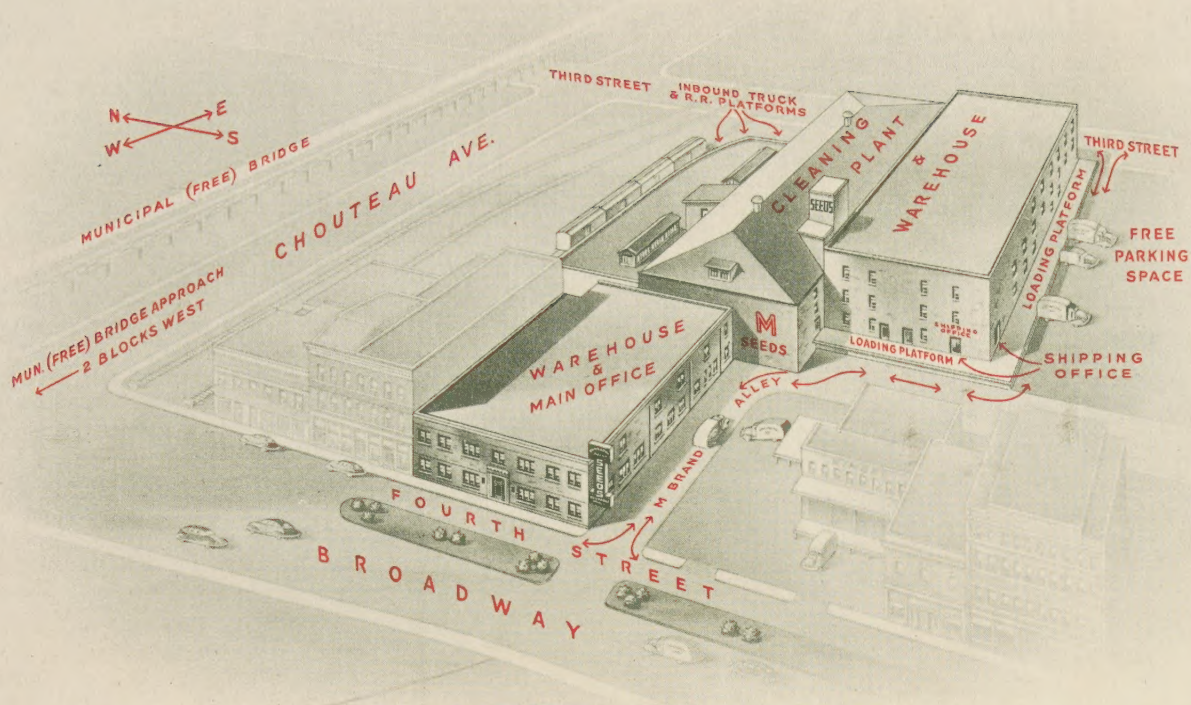 THIRD STREET
INBOUND TRUCK
& R.R. PLATFORMS
N
E
W
S
MUNICIPAL (FREE) BRIDGE
CHOUTEAU AVE.
MUN. (FREE) BRIDGE APPROACH
2 BLOCKS WEST
CLEANING
PLANT
&
WAREHOUSE
SEEDS
THIRD STREET
LOADING PLATFORM
FREE
PARKING
SPACE
M
SEEDS
SHIPPING
OFFICE
LOADING PLATFORM
SHIPPING
OFFICE
WAREHOUSE
&
MAIN OFFICE
SEEDS
M BRAND ALLEY
FOURTH STREET
BROADWAY